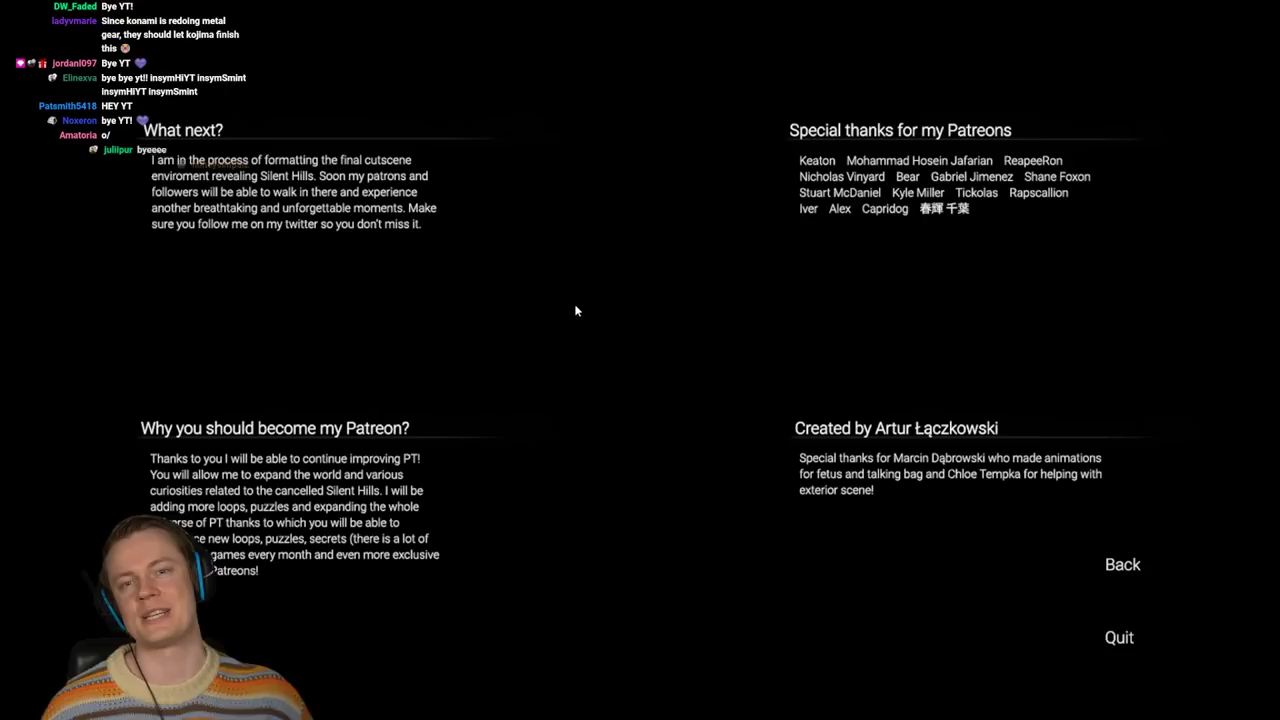 DW_Faded Bye YT!
ladyvmarie Since konami is redoing metal
gear, they should let kojima finish
this
jordanl097 Bye YT
Elinexva bye bye yt!! insymHiYT insymSmint
insymHiYT insymSmint
Patsmith5418 HEY YT
Noxeron bye YT!
Amatoria o/
juliipur byeeee
What next?
I am in the process of formatting the final cutscene
enviroment revealing Silent Hills. Soon my patrons and
followers will be able to walk in there and experience
another breathtaking and unforgettable moments. Make
sure you follow me on my twitter so you don't miss it.
Special thanks for my Patreons
Keaton Mohammad Hosein Jafarian ReapeeRon
Nicholas Vinyard Bear Gabriel Jimenez Shane Foxon
Stuart McDaniel Kyle Miller Tickolas Rapscallion
Iver Alex Capridog 春輝 千葉
Why you should become my Patreon?
Thanks to you I will be able to continue improving PT!
You will allow me to expand the world and various
curiosities related to the cancelled Silent Hills. I will be
adding more loops, puzzles and expanding the whole
of PT thanks to which you will be able to
new loops, puzzles, secrets (there is a lot of
games every month and even more exclusive
Patreons!
Created by Artur Łączkowski
Special thanks for Marcin Dąbrowski who made animations
for fetus and talking bag and Chloe Tempka for helping with
exterior scene!
Back
Quit